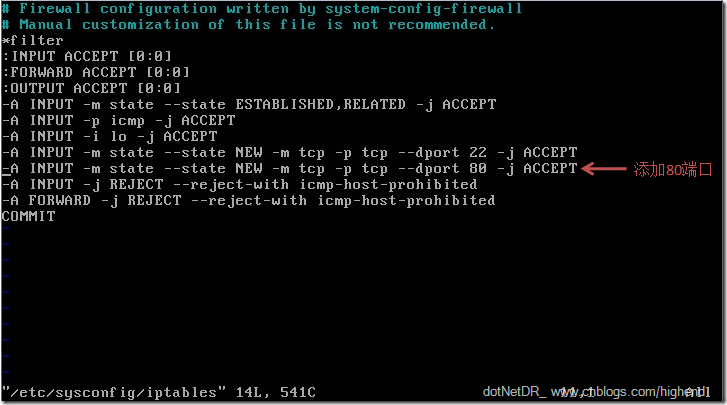 # Firewall configuration written by system-config-firewall
# Manual customization of this file is not recommended.
*filter
:INPUT ACCEPT [0:0]
:FORWARD ACCEPT [0:0]
:OUTPUT ACCEPT [0:0]
-A INPUT -m state --state ESTABLISHED,RELATED -j ACCEPT
-A INPUT -p icmp -j ACCEPT
-A INPUT -i lo -j ACCEPT
-A INPUT -m state --state NEW -m tcp -p tcp --dport 22 -j ACCEPT
-A INPUT -m state --state NEW -m tcp -p tcp --dport 80 -j ACCEPT 添加80端口
-A INPUT -j REJECT --reject-with icmp-host-prohibited
-A FORWARD -j REJECT --reject-with icmp-host-prohibited
COMMIT
~
~
~
~
~
~
~
~
~
~
"/etc/sysconfig/iptables" 14L, 541C 11,1 All
dotNetDR_